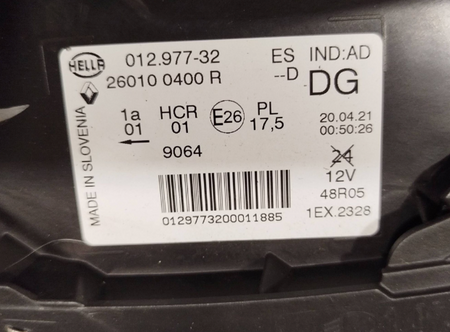 HELLA 012.977-32 ES IND:AD
26010 0400 R --D DG
1a HCR E26 PL 20.04.21
01 01 17,5 00:50:26
9064 24
12V
48R05
0129773200011885 1EX.2328
MADE IN SLOVENIA